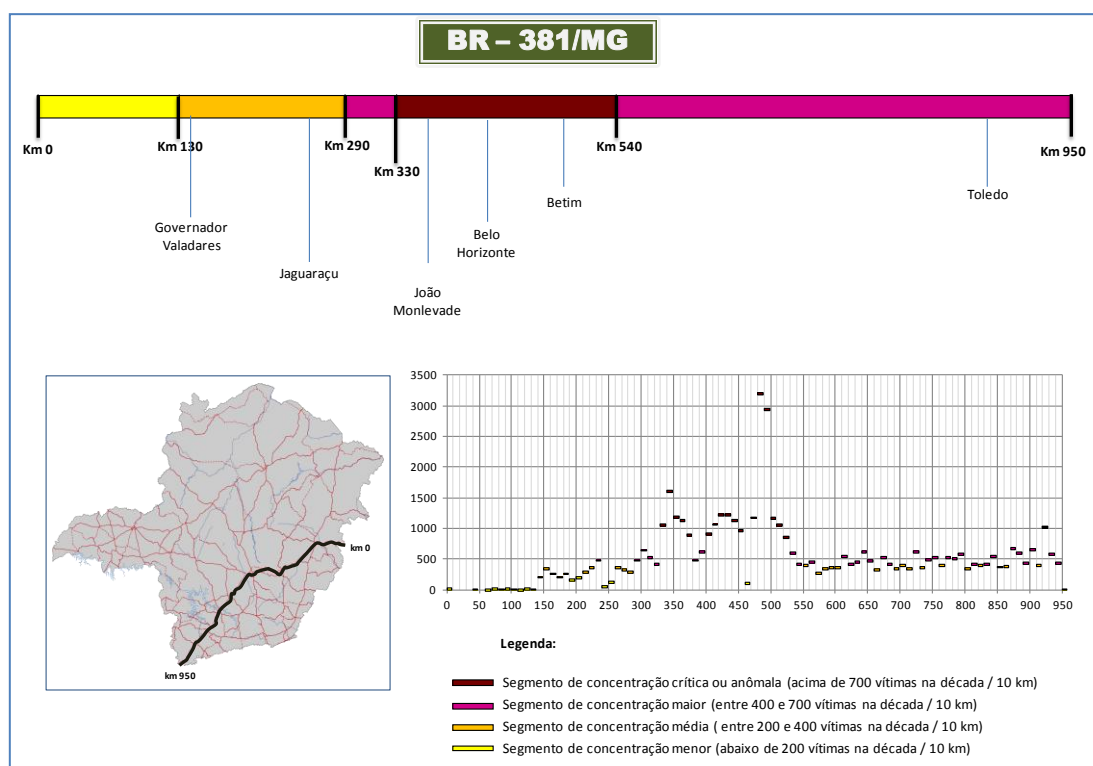 BR – 381/MG
Km 0
Km 130
Km 290
Km 330
Km 540
Km 950
Governador
Valadares
Jaguaraçu
João
Monlevade
Belo
Horizonte
Betim
Toledo
km 0
km 950
3500
3000
2500
2000
1500
1000
500
0
0 50 100 150 200 250 300 350 400 450 500 550 600 650 700 750 800 850 900 950
Legenda:
Segmento de concentração crítica ou anômala (acima de 700 vítimas na década / 10 km)
Segmento de concentração maior (entre 400 e 700 vítimas na década / 10 km)
Segmento de concentração média ( entre 200 e 400 vítimas na década / 10 km)
Segmento de concentração menor (abaixo de 200 vítimas na década / 10 km)